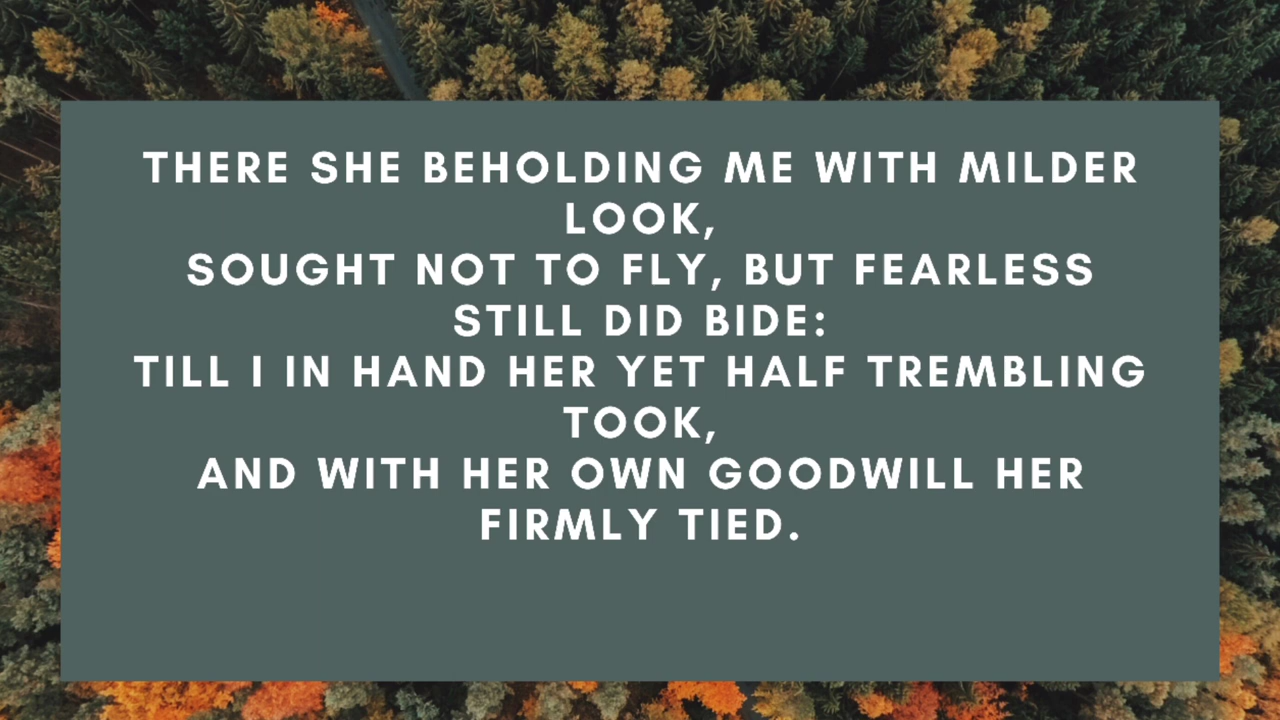 THERE SHE BEHOLDING ME WITH MILDER
LOOK,
SOUGHT NOT TO FLY, BUT FEARLESS
STILL DID BIDE:
TILL I IN HAND HER YET HALF TREMBLING
TOOK,
AND WITH HER OWN GOODWILL HER
FIRMLY TIED.